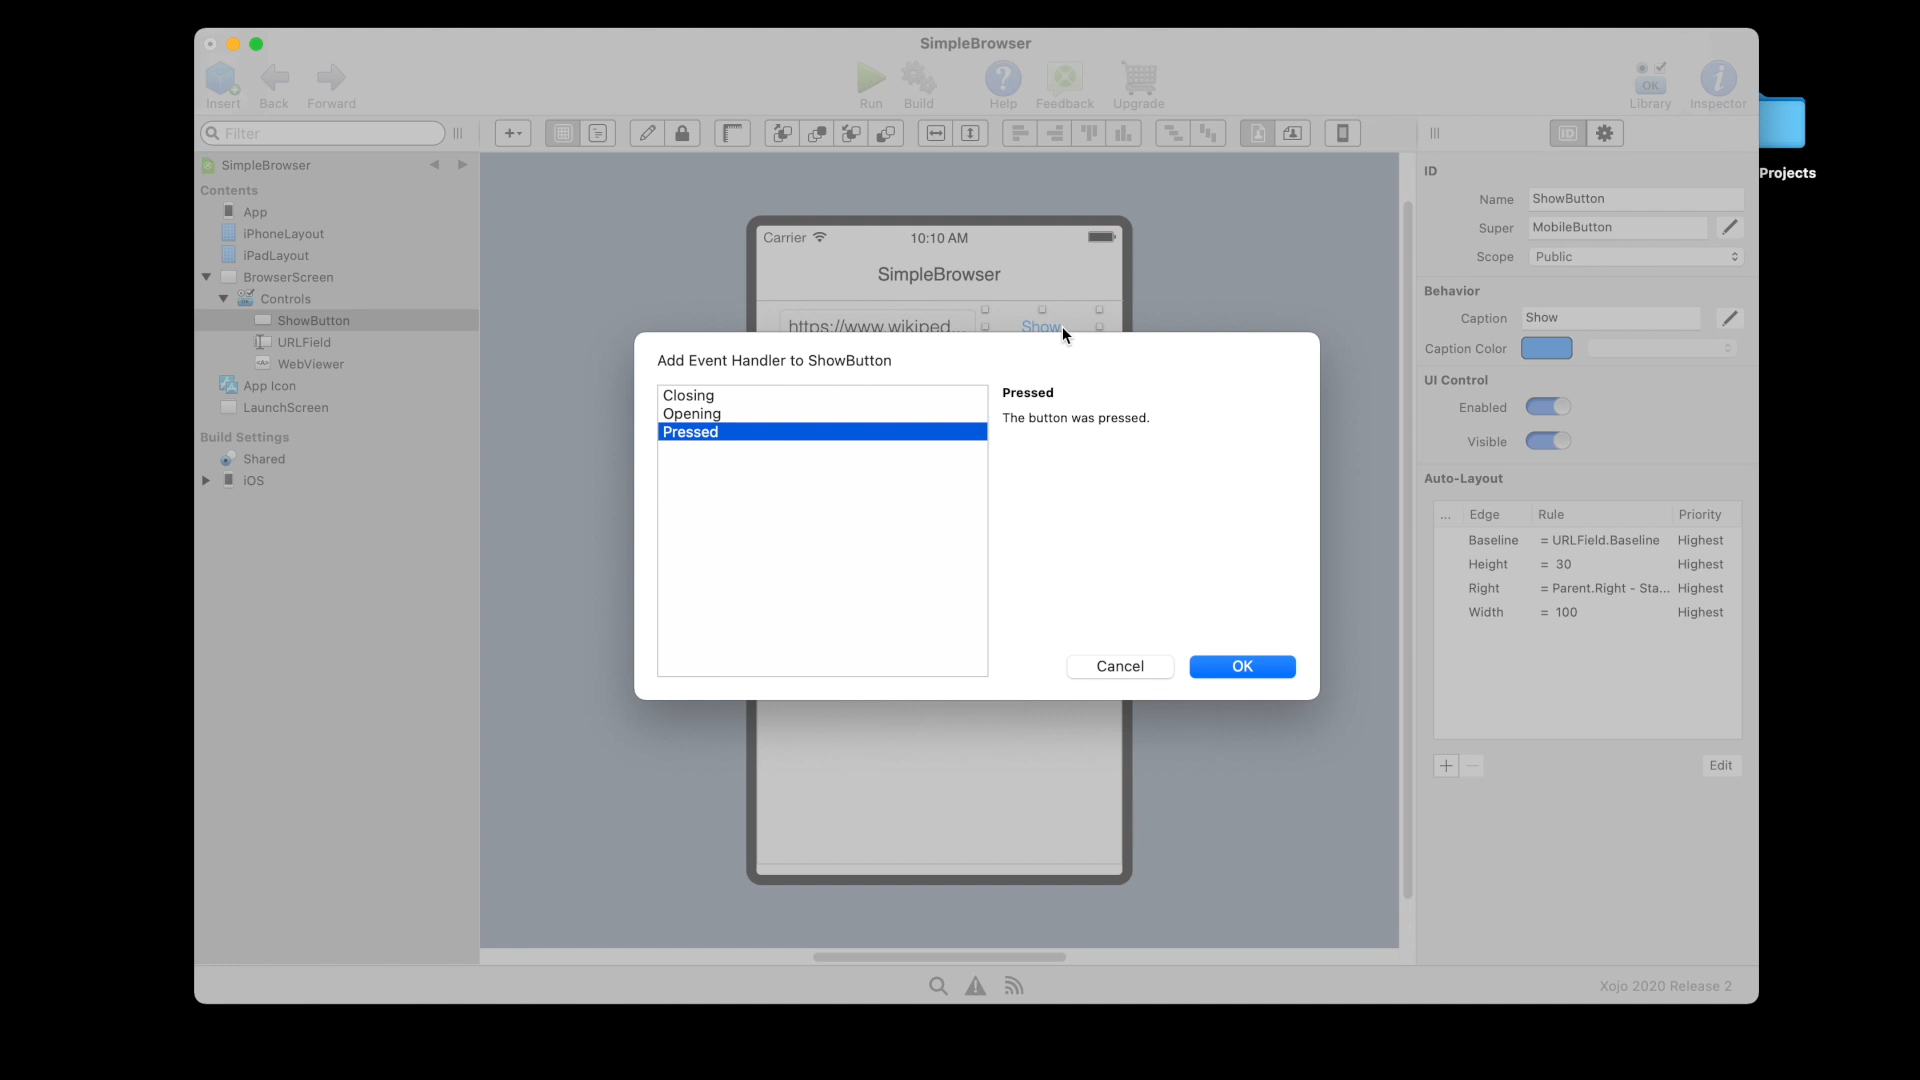 SimpleBrowser
Insert
Back
Forward
Run
Build
Help
Feedback
Upgrade
OK
Library
Inspector
Filter
ID
Projects
SimpleBrowser
Contents
App
iPhoneLayout
iPadLayout
BrowserScreen
Controls
ShowButton
URLField
WebViewer
App Icon
LaunchScreen
Build Settings
Shared
iOS
Carrier
10:10 AM
SimpleBrowser
https://www.wikiped...
Show
Add Event Handler to ShowButton
Closing
Opening
Pressed
Pressed
The button was pressed.
Cancel
OK
ID
Name ShowButton
Super MobileButton
Scope Public
Behavior
Caption Show
Caption Color
UI Control
Enabled
Visible
Auto-Layout
... Edge Rule Priority
Baseline = URLField.Baseline Highest
Height = 30 Highest
Right = Parent.Right - Sta... Highest
Width = 100 Highest
Edit
Xojo 2020 Release 2